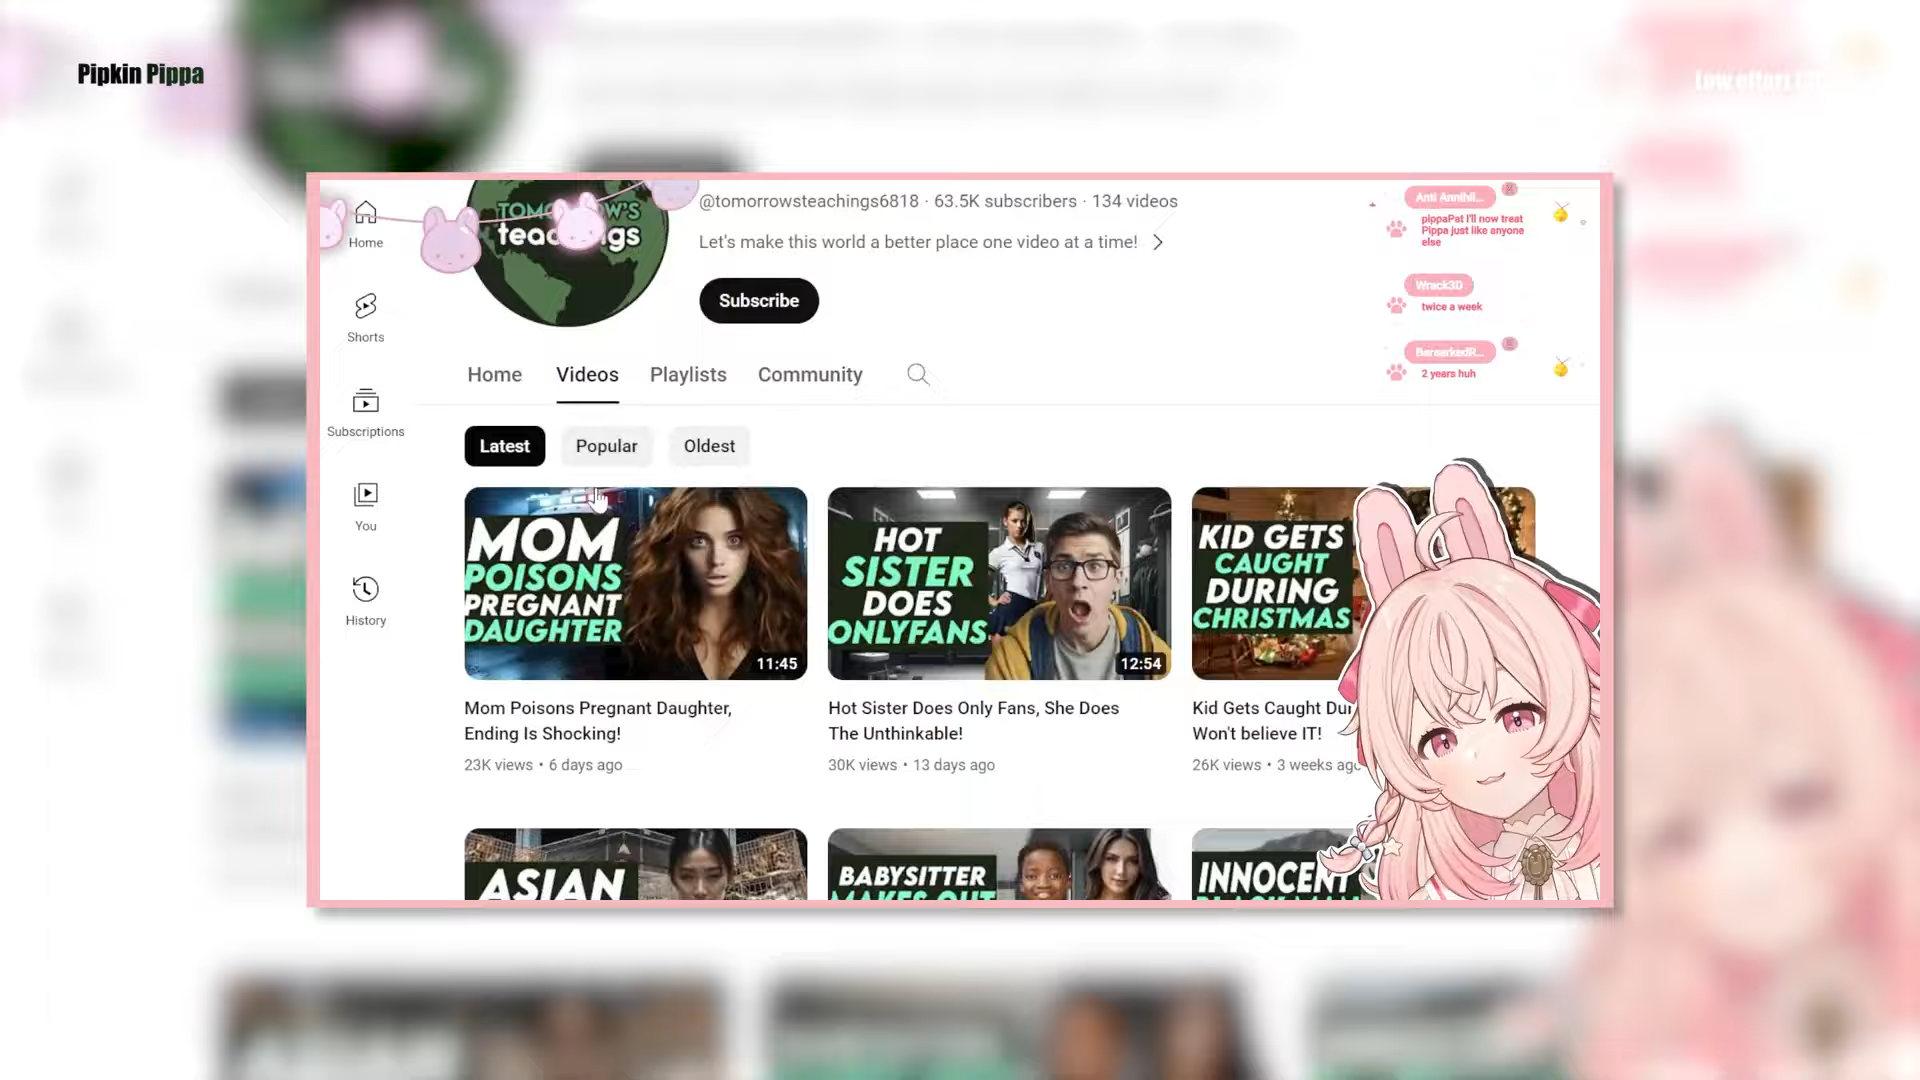 Pipkin Pippa
@tomorrowsteachings6818 · 63.5K subscribers · 134 videos
Let's make this world a better place one video at a time!
Subscribe
Home
Shorts
Subscriptions
You
History
Anti Annihil...
pippaPat I'll now treat
Pippa just like anyone
else
Wrack3D
twice a week
BerserkedR...
2 years huh
Home Videos Playlists Community
Latest Popular Oldest
MOM
POISONS
PREGNANT
DAUGHTER
11:45
Mom Poisons Pregnant Daughter,
Ending Is Shocking!
23K views • 6 days ago
HOT
SISTER
DOES
ONLYFANS
12:54
Hot Sister Does Only Fans, She Does
The Unthinkable!
30K views • 13 days ago
KID GETS
CAUGHT
DURING
CHRISTMAS
Kid Gets Caught Du
Won't believe IT!
26K views • 3 weeks ago
ASIAN
BABYSITTER
MAKES OUT
INNOCENT